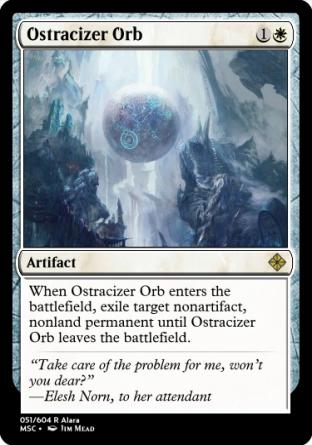 Ostracizer Orb 1
Artifact
When Ostracizer Orb enters the
battlefield, exile target nonartifact,
nonland permanent until Ostracizer
Orb leaves the battlefield.
“Take care of the problem for me, won’t
you dear?”
—Elesh Norn, to her attendant
051/604 R Alara
MSC • Jim Mead